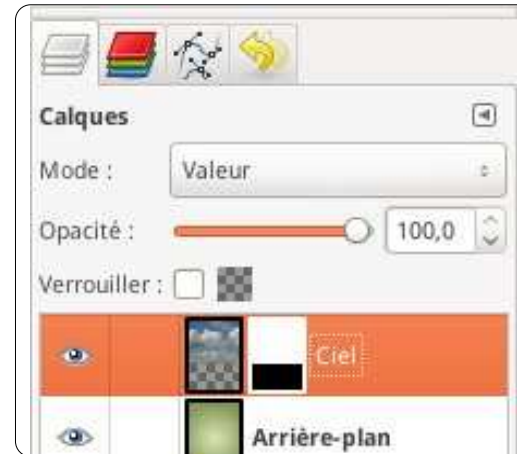 Calques
Mode : Valeur
Opacité : 100,0
Verrouiller :
Ciel
Arrière-plan